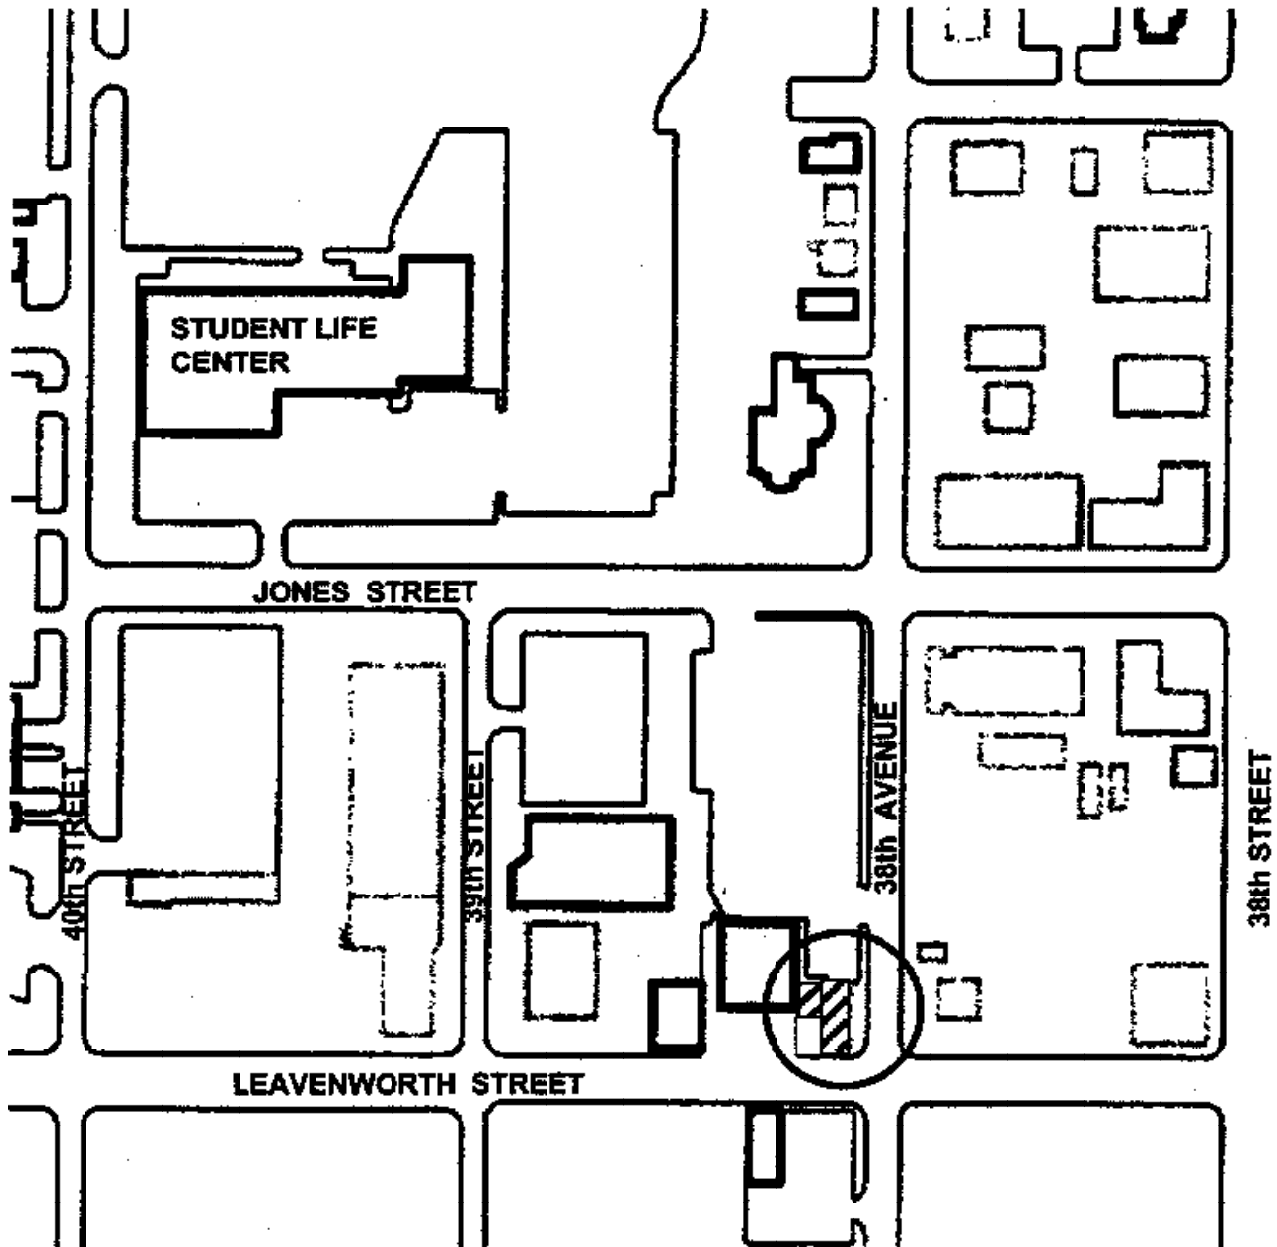 STUDENT LIFE
CENTER
JONES STREET
40th STREET
39th STREET
38th AVENUE
38th STREET
LEAVENWORTH STREET